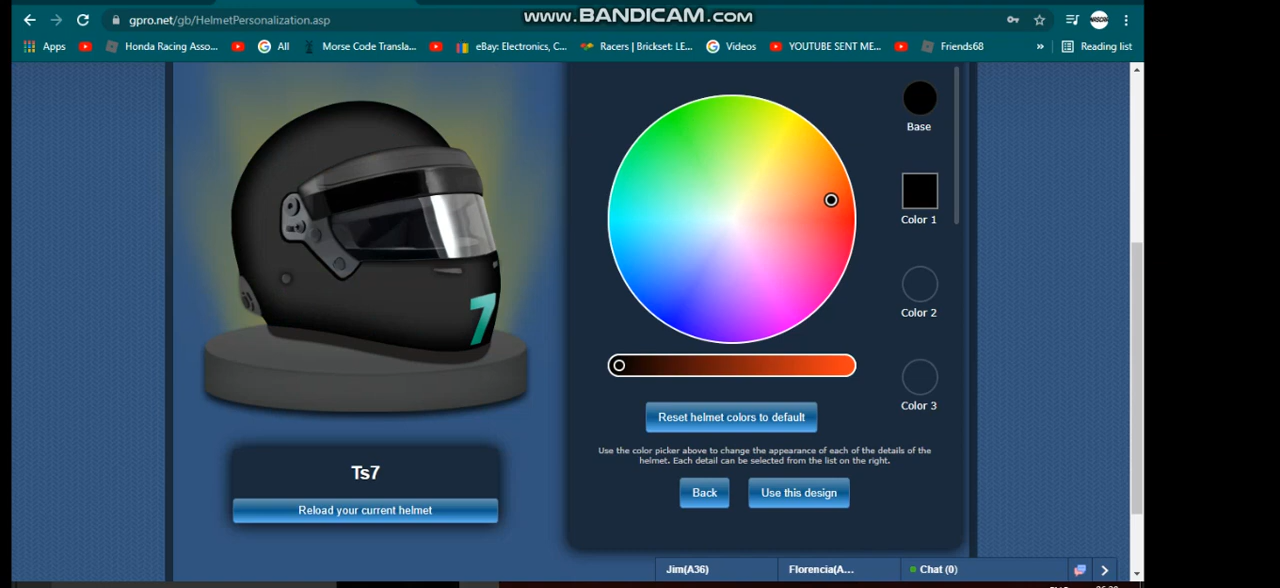 gpro.net/gb/HelmetPersonalization.asp
www.BANDICAM.com
Apps
Honda Racing Asso...
All
Morse Code Transla...
eBay: Electronics, C...
Racers | Brickset: LE...
Videos
YOUTUBE SENT ME...
Friends68
»
Reading list
Base
Color 1
Color 2
Color 3
7
Reset helmet colors to default
Use the color picker above to change the appearance of each of the details of the
helmet. Each detail can be selected from the list on the right.
Back
Use this design
Ts7
Reload your current helmet
Jim(A36)
Florencia(A...
Chat (0)